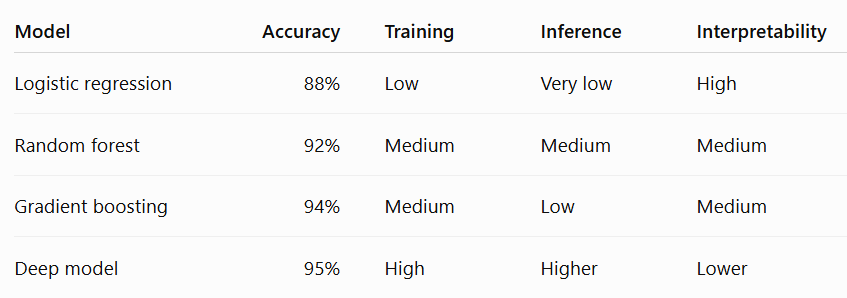 Model Accuracy Training Inference Interpretability
Logistic regression 88% Low Very low High
Random forest 92% Medium Medium Medium
Gradient boosting 94% Medium Low Medium
Deep model 95% High Higher Lower